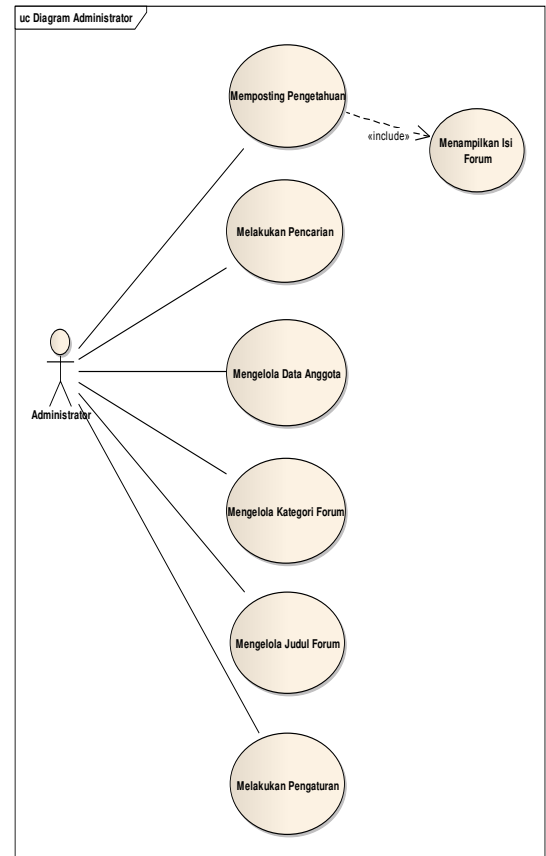 uc Diagram Administrator
Memposting Pengetahuan
«include»
Menampilkan Isi
Forum
Melakukan Pencarian
Administrator
Mengelola Data Anggota
Mengelola Kategori Forum
Mengelola Judul Forum
Melakukan Pengaturan